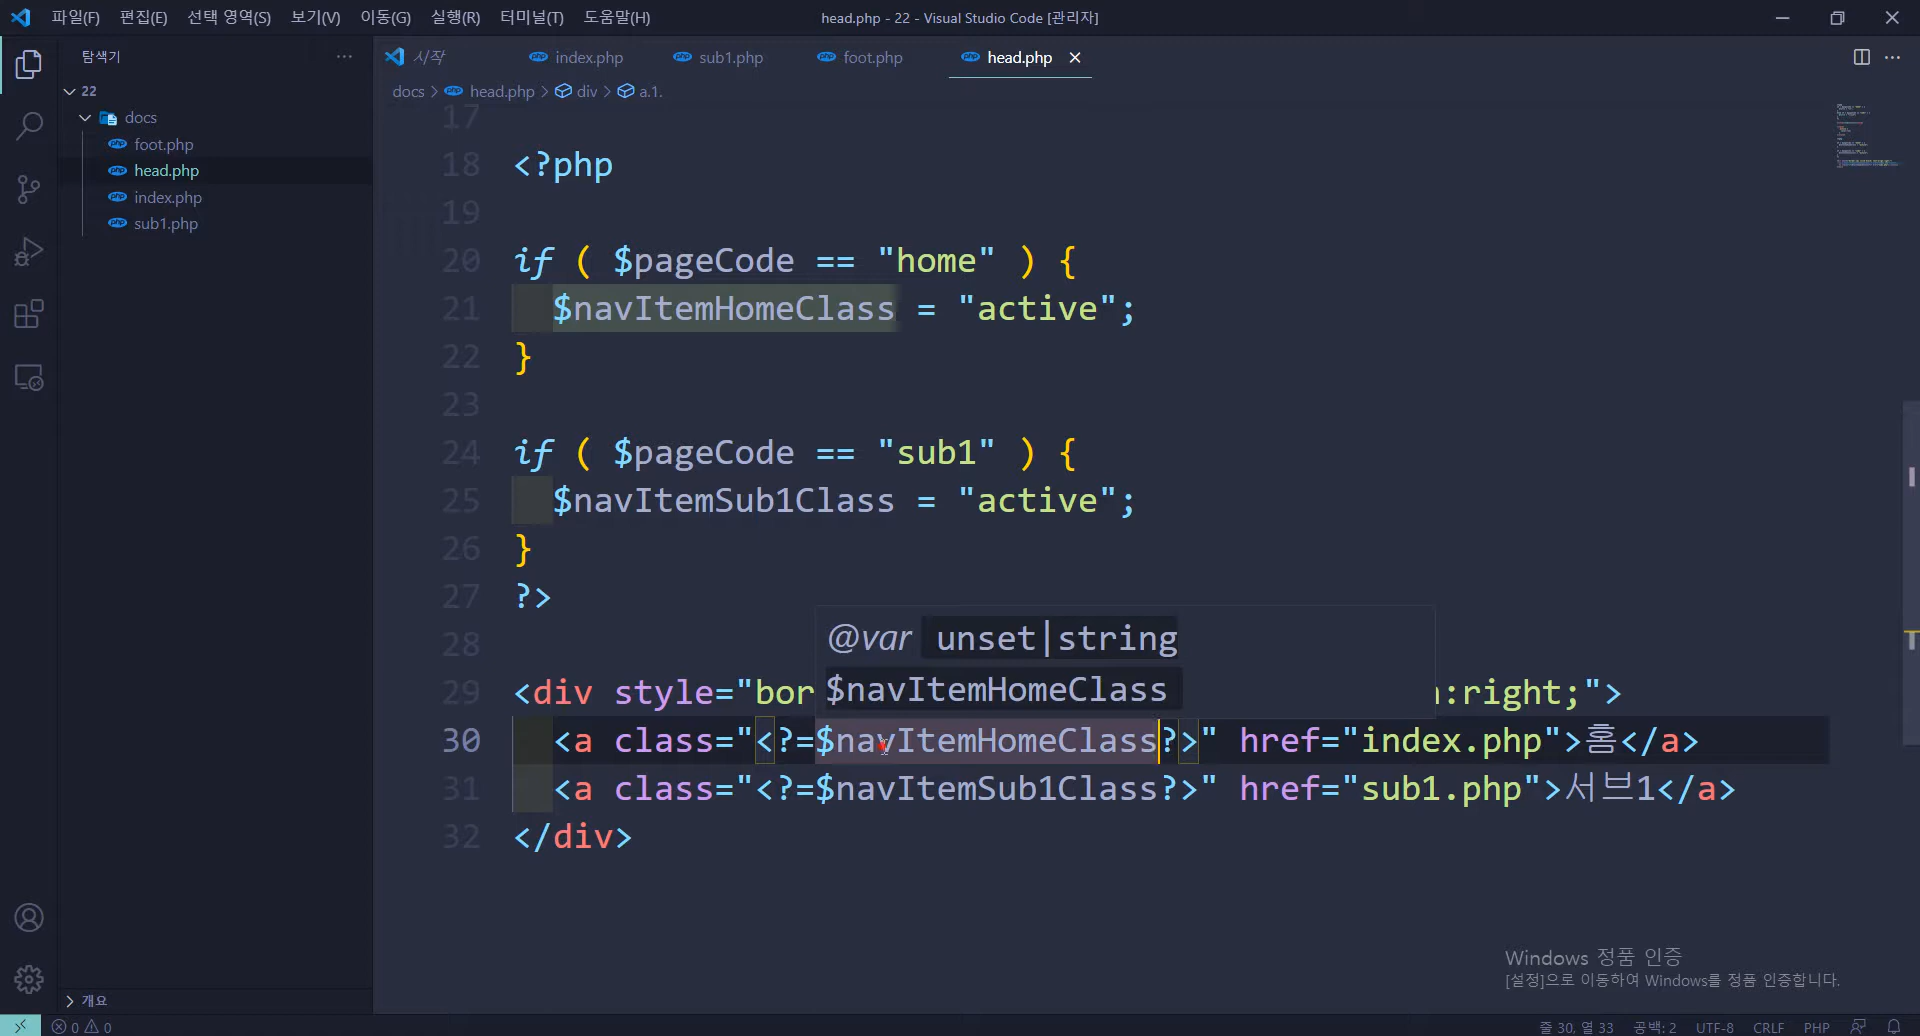 파일(F) 편집(E) 선택 영역(S) 보기(V) 이동(G) 실행(R) 터미널(T) 도움말(H)
head.php - 22 - Visual Studio Code [관리자]
탐색기
22
docs
foot.php
head.php
index.php
sub1.php
개요
시작 index.php sub1.php foot.php head.php
docs > head.php > div > a.1.
17
18 <?php
19
20 if ( $pageCode == "home" ) {
21 $navItemHomeClass = "active";
22 }
23
24 if ( $pageCode == "sub1" ) {
25 $navItemSub1Class = "active";
26 }
27 ?>
28
@var unset|string
$navItemHomeClass
29 <div style="bor n:right;">
30 <a class="<?=$navItemHomeClass?>" href="index.php">홈</a>
31 <a class="<?=$navItemSub1Class?>" href="sub1.php">서브1</a>
32 </div>
Windows 정품 인증
[설정]으로 이동하여 Windows를 정품 인증합니다.
0 0 줄 30, 열 33 공백: 2 UTF-8 CRLF PHP